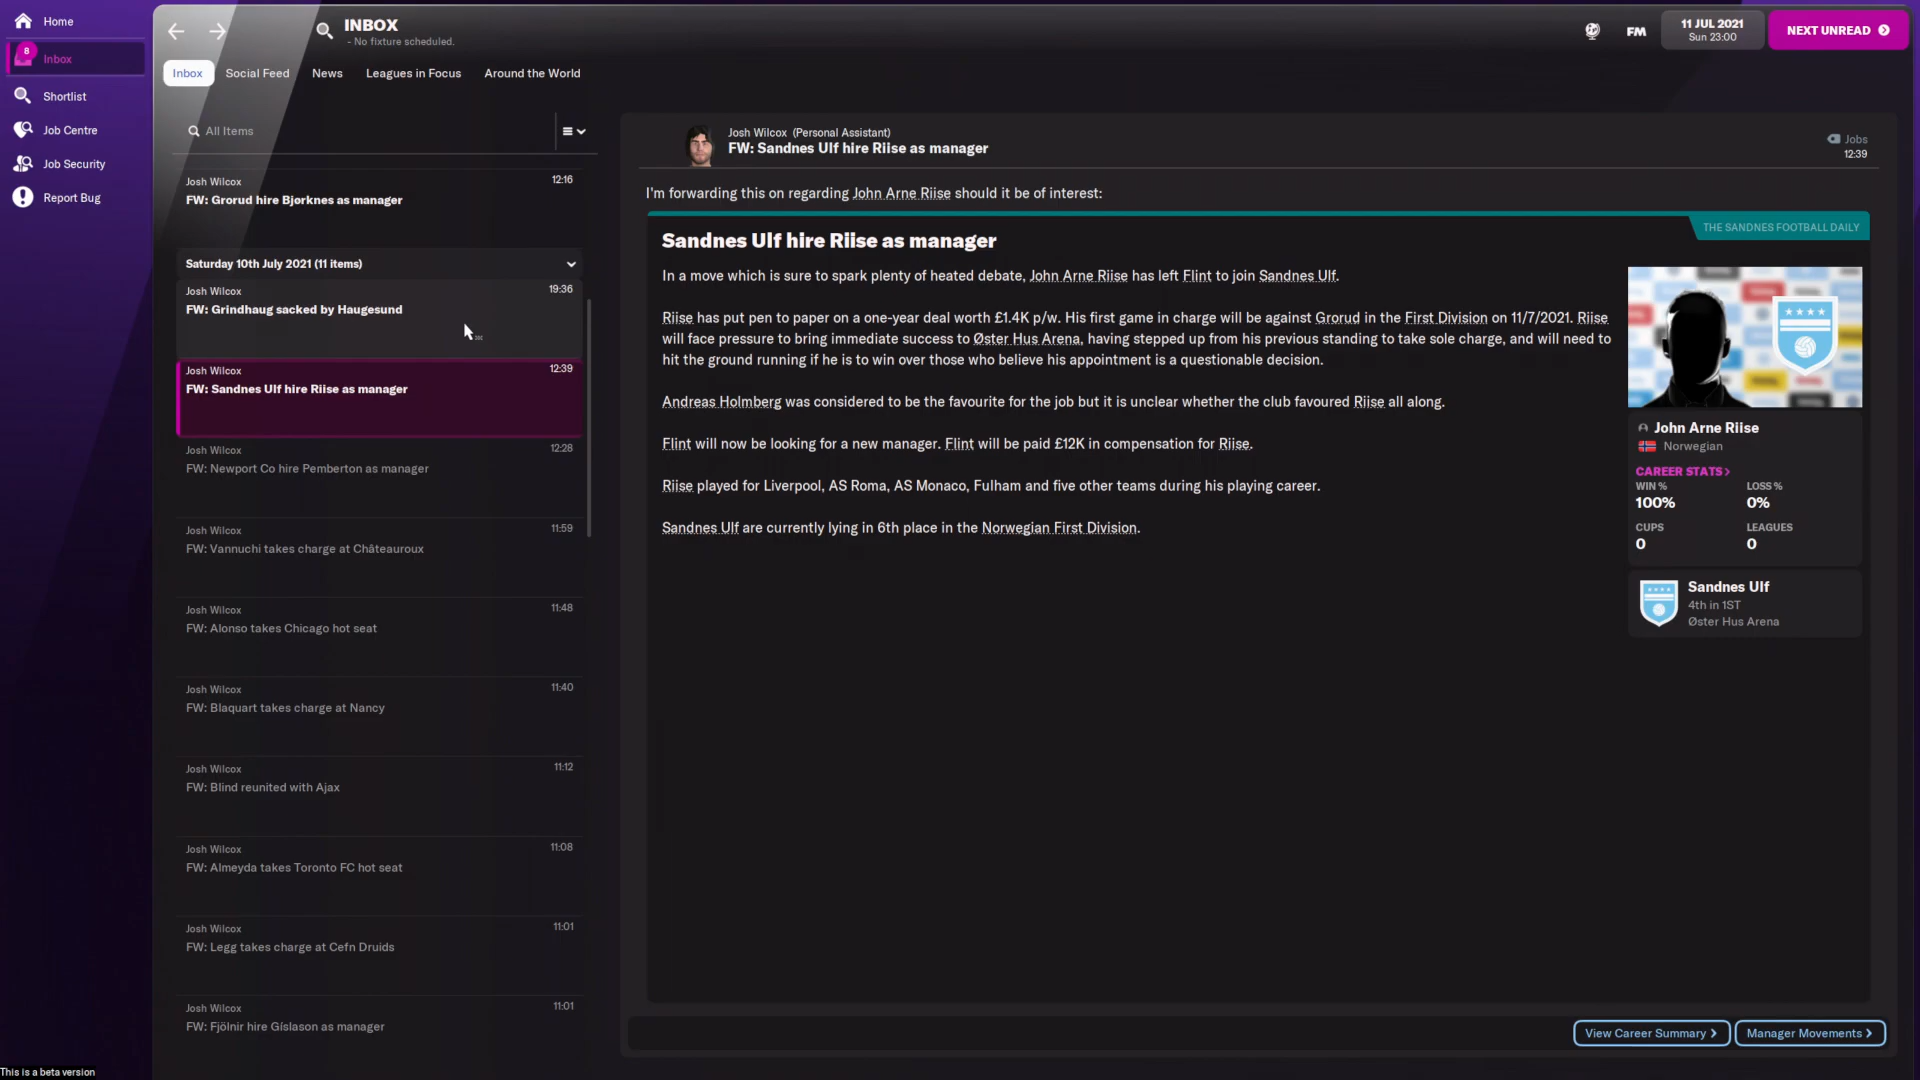 Home
8
Inbox
Shortlist
Job Centre
Job Security
Report Bug
INBOX
- No fixture scheduled.
FM
11 JUL 2021
Sun 23:00
NEXT UNREAD
Inbox
Social Feed
News
Leagues in Focus
Around the World
All Items
Josh Wilcox
12:16
FW: Grorud hire Bjørknes as manager
Saturday 10th July 2021 (11 items)
Josh Wilcox
19:36
FW: Grindhaug sacked by Haugesund
Josh Wilcox
12:39
FW: Sandnes Ulf hire Riise as manager
Josh Wilcox
12:28
FW: Newport Co hire Pemberton as manager
Josh Wilcox
11:59
FW: Vannuchi takes charge at Châteauroux
Josh Wilcox
11:48
FW: Alonso takes Chicago hot seat
Josh Wilcox
11:40
FW: Blaquart takes charge at Nancy
Josh Wilcox
11:12
FW: Blind reunited with Ajax
Josh Wilcox
11:08
FW: Almeyda takes Toronto FC hot seat
Josh Wilcox
11:01
FW: Legg takes charge at Cefn Druids
Josh Wilcox
11:01
FW: Fjölnir hire Gíslason as manager
Josh Wilcox (Personal Assistant)
FW: Sandnes Ulf hire Riise as manager
Jobs
12:39
I'm forwarding this on regarding John Arne Riise should it be of interest:
THE SANDNES FOOTBALL DAILY
Sandnes Ulf hire Riise as manager
In a move which is sure to spark plenty of heated debate, John Arne Riise has left Flint to join Sandnes Ulf.
Riise has put pen to paper on a one-year deal worth £1.4K p/w. His first game in charge will be against Grorud in the First Division on 11/7/2021. Riise
will face pressure to bring immediate success to Øster Hus Arena, having stepped up from his previous standing to take sole charge, and will need to
hit the ground running if he is to win over those who believe his appointment is a questionable decision.
Andreas Holmberg was considered to be the favourite for the job but it is unclear whether the club favoured Riise all along.
Flint will now be looking for a new manager. Flint will be paid £12K in compensation for Riise.
Riise played for Liverpool, AS Roma, AS Monaco, Fulham and five other teams during his playing career.
Sandnes Ulf are currently lying in 6th place in the Norwegian First Division.
John Arne Riise
Norwegian
CAREER STATS>
WIN %
LOSS %
100%
0%
CUPS
LEAGUES
0
0
Sandnes Ulf
4th in 1ST
Øster Hus Arena
View Career Summary >
Manager Movements >
This is a beta version